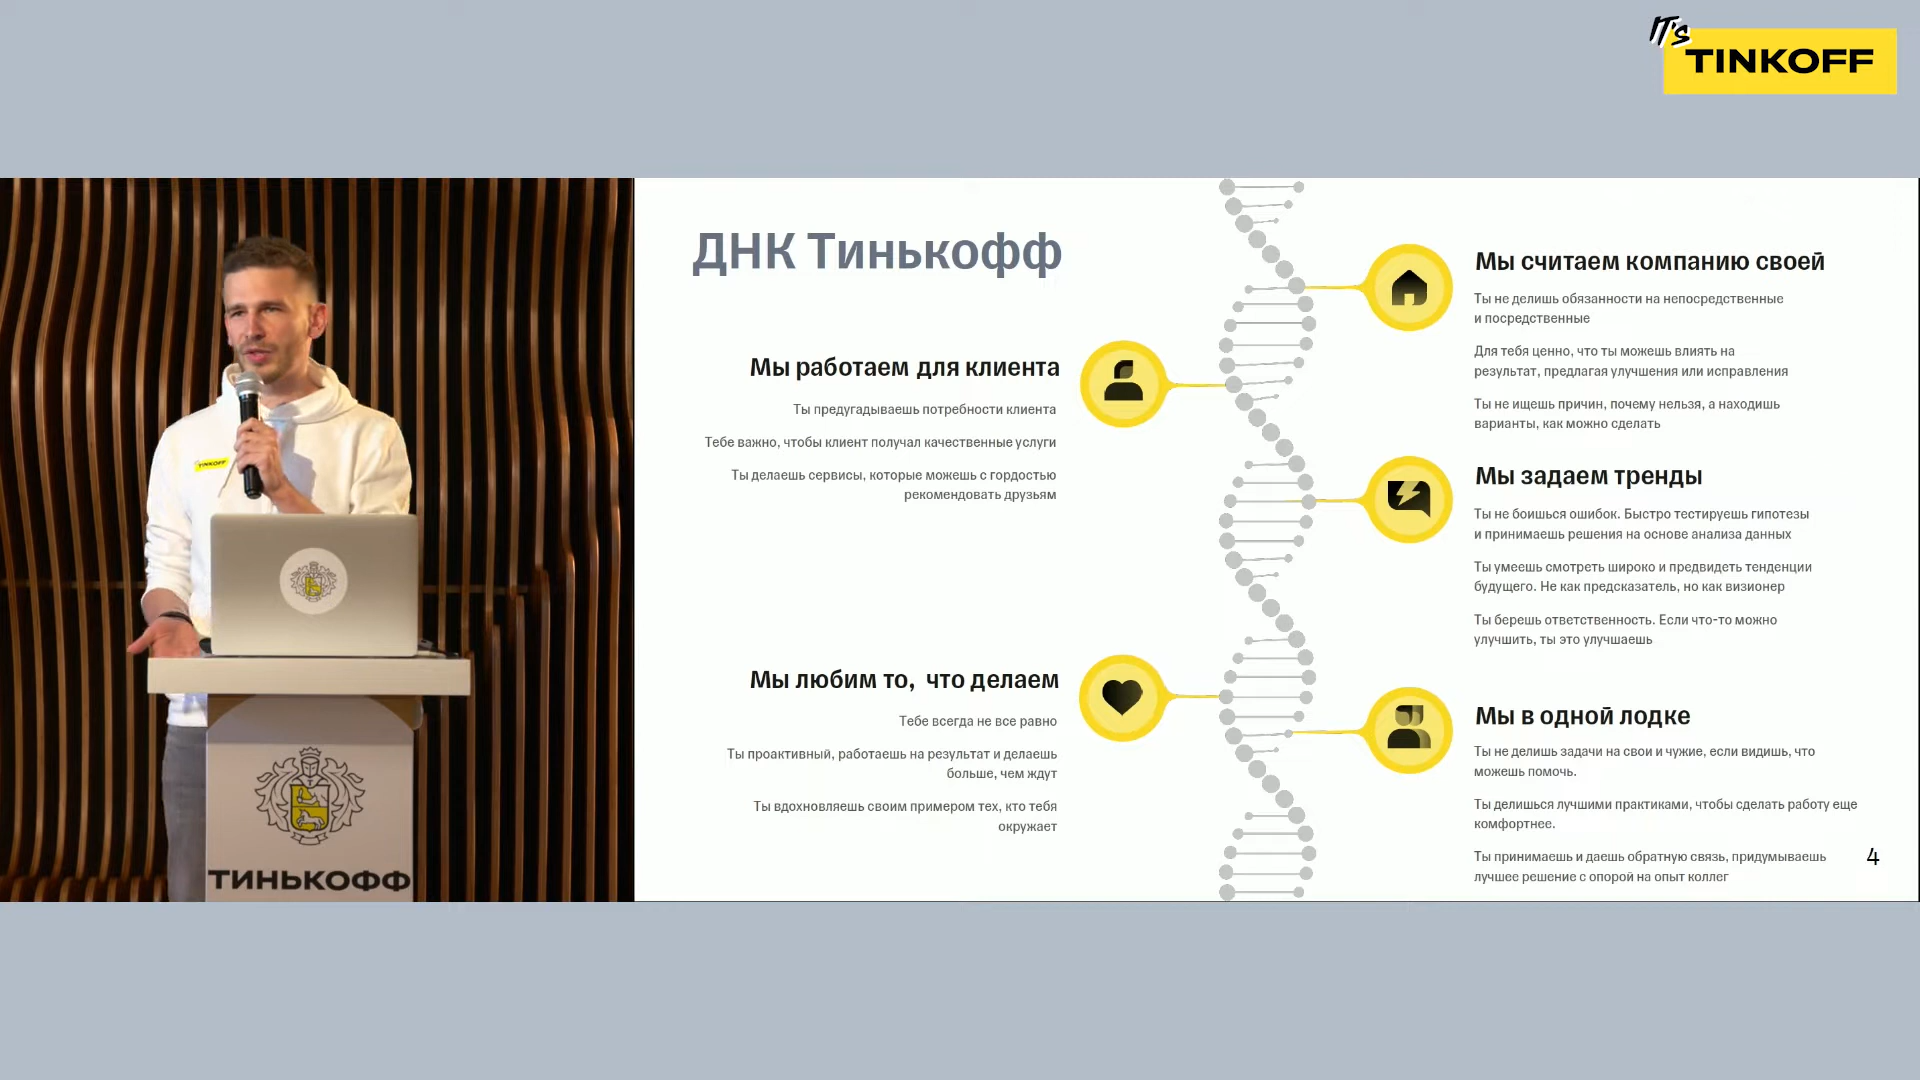 IT's
TINKOFF
TINKOFF
ТИНЬКОФФ
ДНК Тинькофф
Мы работаем для клиента
Ты предугадываешь потребности клиента
Тебе важно, чтобы клиент получал качественные услуги
Ты делаешь сервисы, которые можешь с гордостью
рекомендовать друзьям
Мы любим то, что делаем
Тебе всегда не все равно
Ты проактивный, работаешь на результат и делаешь
больше, чем ждут
Ты вдохновляешь своим примером тех, кто тебя
окружает
Мы считаем компанию своей
Ты не делишь обязанности на непосредственные
и посредственные
Для тебя ценно, что ты можешь влиять на
результат, предлагая улучшения или исправления
Ты не ищешь причин, почему нельзя, а находишь
варианты, как можно сделать
Мы задаем тренды
Ты не боишься ошибок. Быстро тестируешь гипотезы
и принимаешь решения на основе анализа данных
Ты умеешь смотреть широко и предвидеть тенденции
будущего. Не как предсказатель, но как визионер
Ты берешь ответственность. Если что-то можно
улучшить, ты это улучшаешь
Мы в одной лодке
Ты не делишь задачи на свои и чужие, если видишь, что
можешь помочь.
Ты делишься лучшими практиками, чтобы сделать работу еще
комфортнее.
Ты принимаешь и даешь обратную связь, придумываешь
лучшее решение с опорой на опыт коллег
4